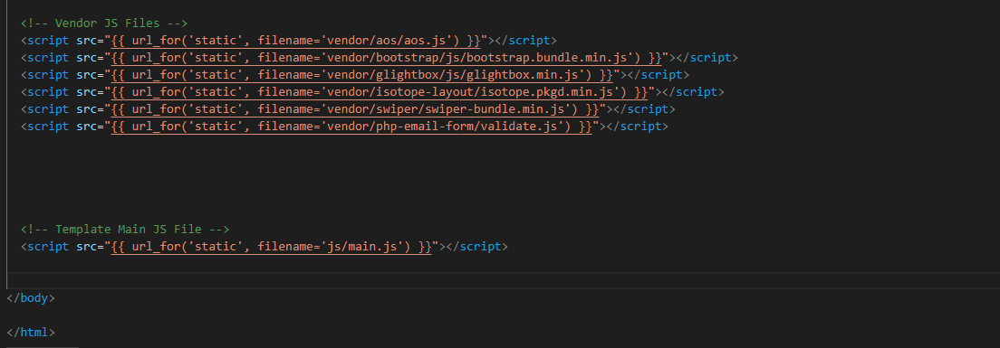 <!-- Vendor JS Files -->
<script src="{{ url_for('static', filename='vendor/aos/aos.js') }}"></script>
<script src="{{ url_for('static', filename='vendor/bootstrap/js/bootstrap.bundle.min.js') }}"></script>
<script src="{{ url_for('static', filename='vendor/glightbox/js/glightbox.min.js') }}"></script>
<script src="{{ url_for('static', filename='vendor/isotope-layout/isotope.pkgd.min.js') }}"></script>
<script src="{{ url_for('static', filename='vendor/swiper/swiper-bundle.min.js') }}"></script>
<script src="{{ url_for('static', filename='vendor/php-email-form/validate.js') }}"></script>
<!-- Template Main JS File -->
<script src="{{ url_for('static', filename='js/main.js') }}"></script>
</body>
</html>